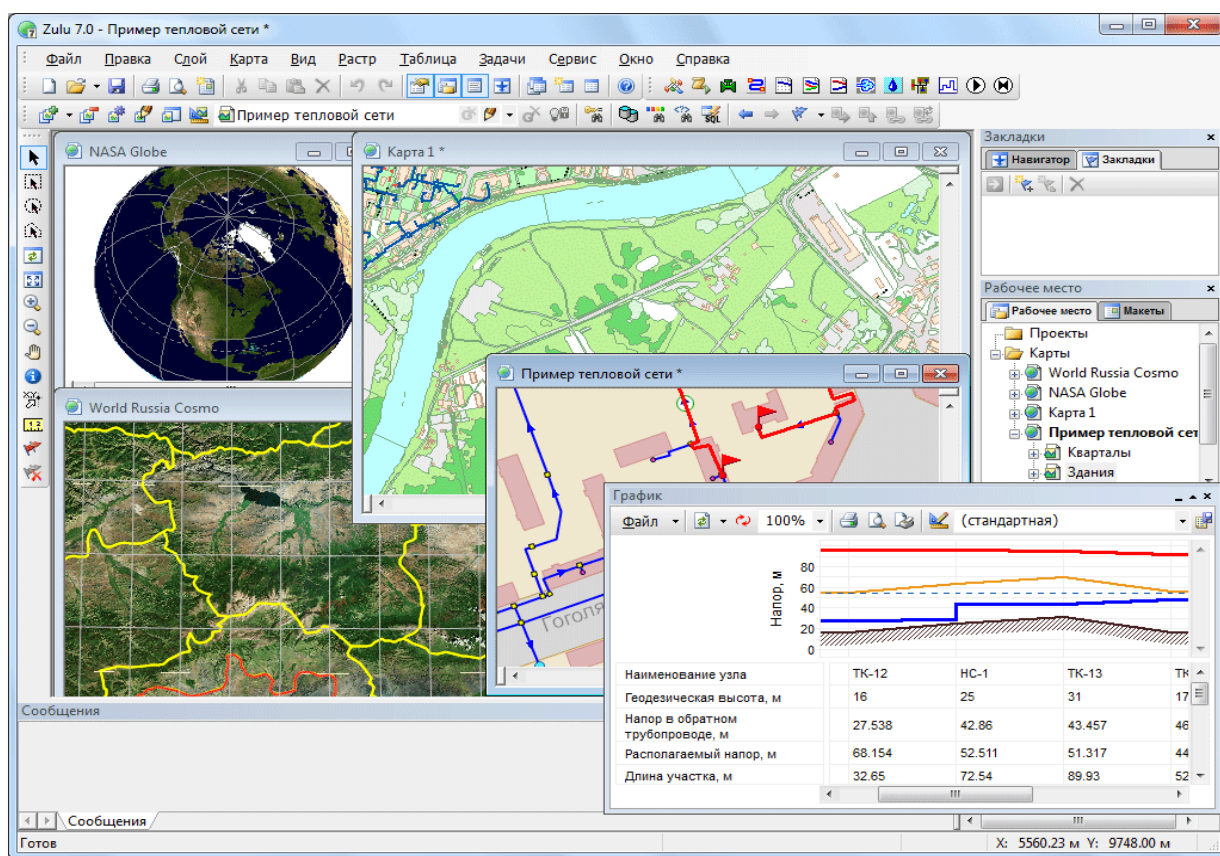 Zulu 7.0 - Пример тепловой сети *
Файл Правка Слой Карта Вид Растр Таблица Задачи Сервис Окно Справка
Пример тепловой сети
SQL
NASA Globe
Карта 1 *
World Russia Cosmo
Пример тепловой сети *
Гоголя
Закладки
Навигатор Закладки
Рабочее место
Рабочее место Макеты
Проекты
Карты
World Russia Cosmo
NASA Globe
Карта 1
Пример тепловой сет
Кварталы
Здания
График
Файл 100% (стандартная)
Напор, м
80
60
40
20
0
Наименование узла ТК-12 НС-1 ТК-13 ТК
Геодезическая высота, м 16 25 31 17
Напор в обратном
трубопроводе, м 27.538 42.86 43.457 46
Располагаемый напор, м 68.154 52.511 51.317 44
Длина участка, м 32.65 72.54 89.93 52
Сообщения
Сообщения
Готов X: 5560.23 м Y: 9748.00 м